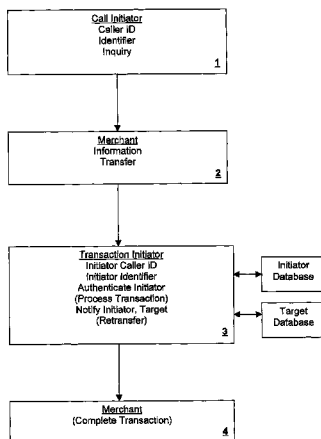 Call Initiator
Caller ID
Identifier
Inquiry
1
Merchant
Information
Transfer
2
Transaction Initiator
Initiator Caller ID
Initiator Identifier
Authenticate Initiator
(Process Transaction)
Notify Initiator, Target
(Retransfer)
3
Initiator
Database
Target
Database
Merchant
(Complete Transaction)
4